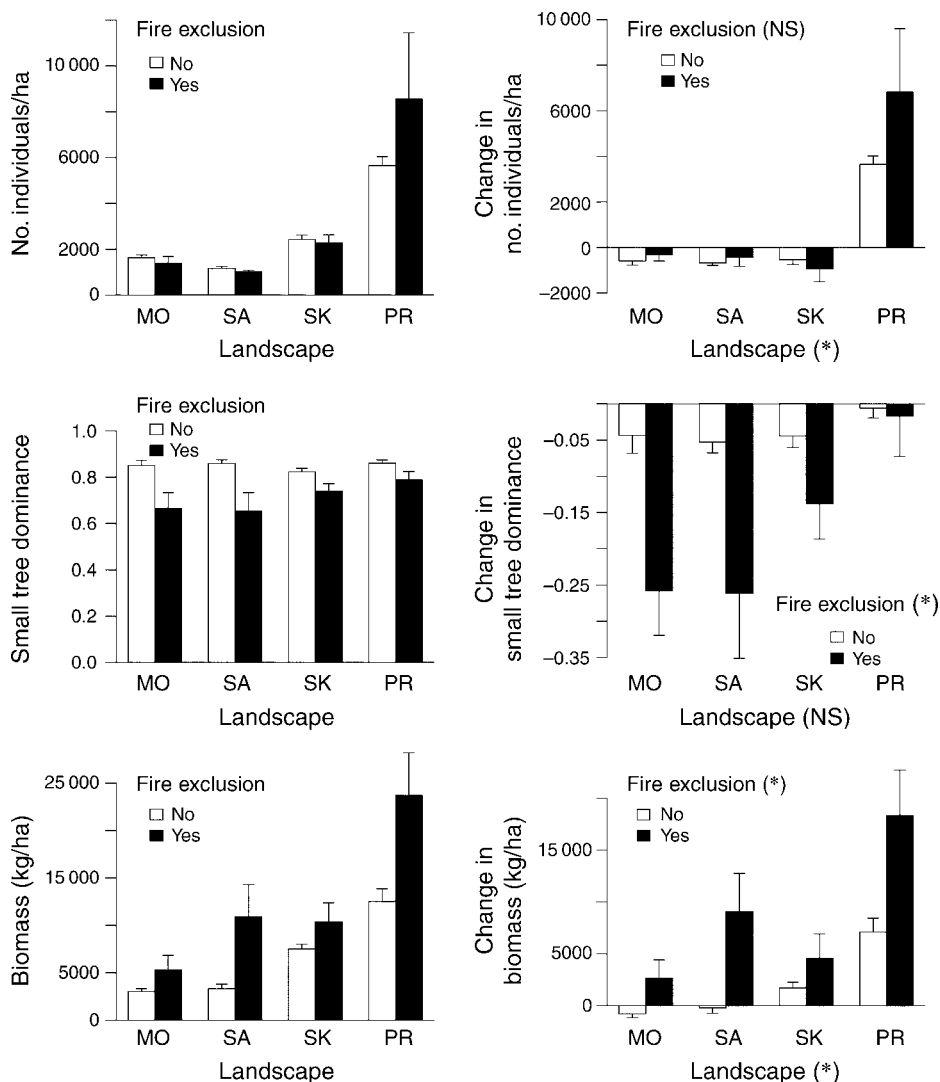 Fire exclusion
No
Yes
No. individuals/ha
10 000
6000
2000
0
MO SA SK PR
Landscape
Fire exclusion (NS)
No
Yes
Change in
no. individuals/ha
10 000
6000
2000
0
−2000
MO SA SK PR
Landscape (*)
Fire exclusion
No
Yes
Small tree dominance
1.0
0.8
0.6
0.4
0.2
0.0
MO SA SK PR
Landscape
Change in
small tree dominance
−0.05
−0.15
−0.25
−0.35
Fire exclusion (*)
No
Yes
MO SA SK PR
Landscape (NS)
Fire exclusion
No
Yes
Biomass (kg/ha)
25 000
15 000
5000
0
MO SA SK PR
Landscape
Fire exclusion (*)
No
Yes
Change in
biomass (kg/ha)
15 000
5000
0
MO SA SK PR
Landscape (*)